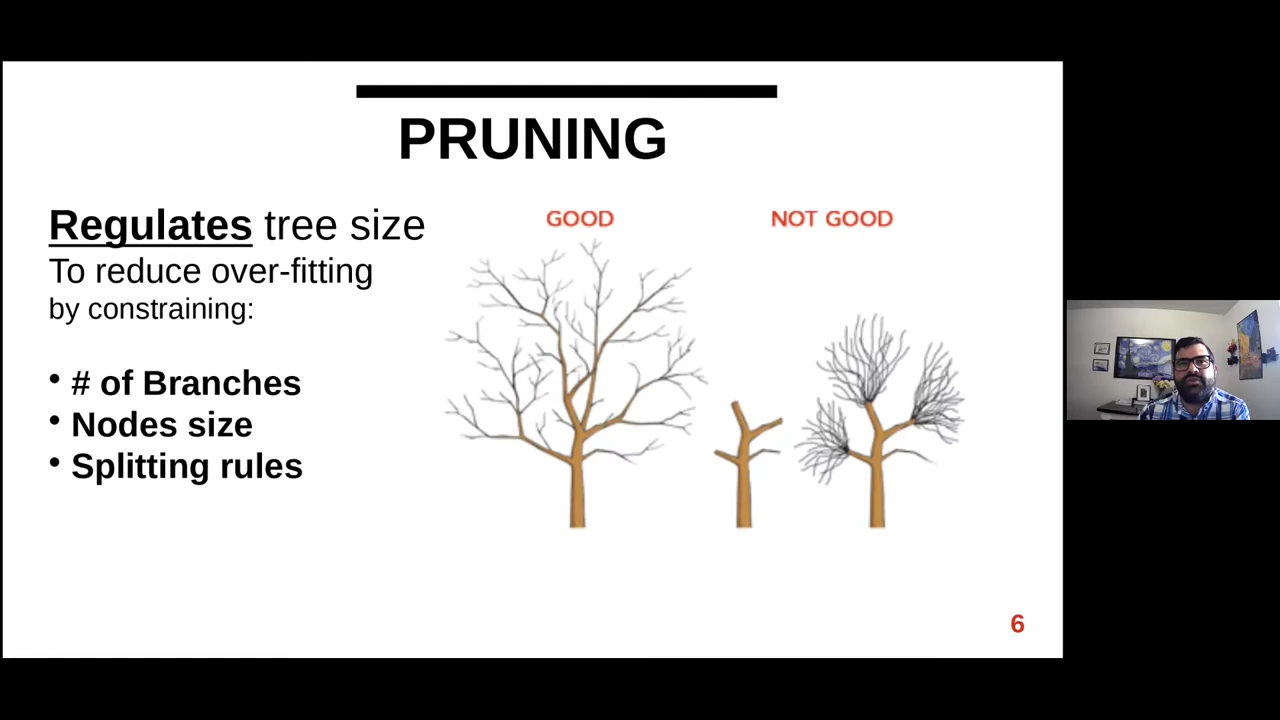 PRUNING
Regulates tree size
To reduce over-fitting
by constraining:
• # of Branches
• Nodes size
• Splitting rules
GOOD
NOT GOOD
6